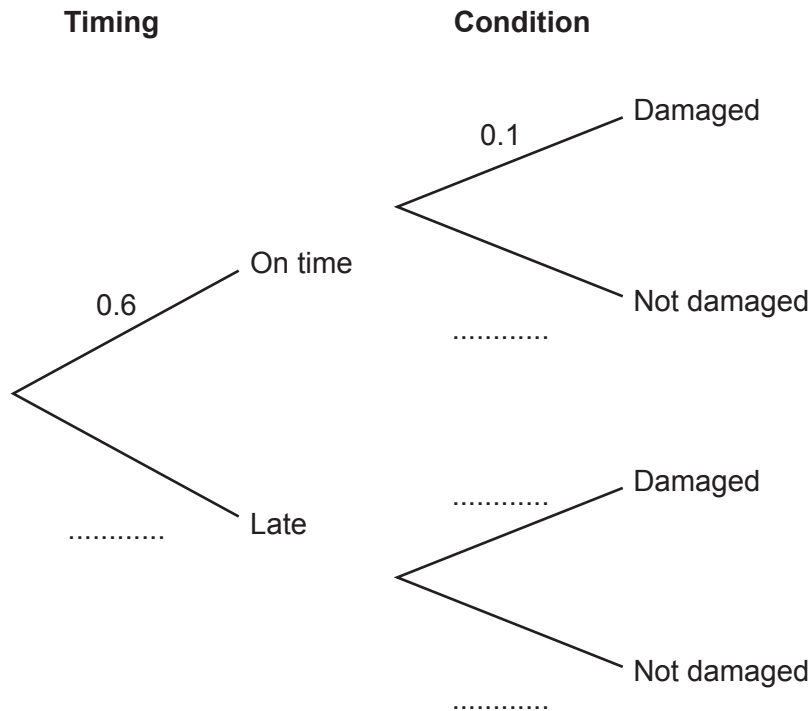 Timing Condition
Damaged
0.1
On time
0.6
Not damaged
............
Damaged
............
Late
............
Not damaged
............